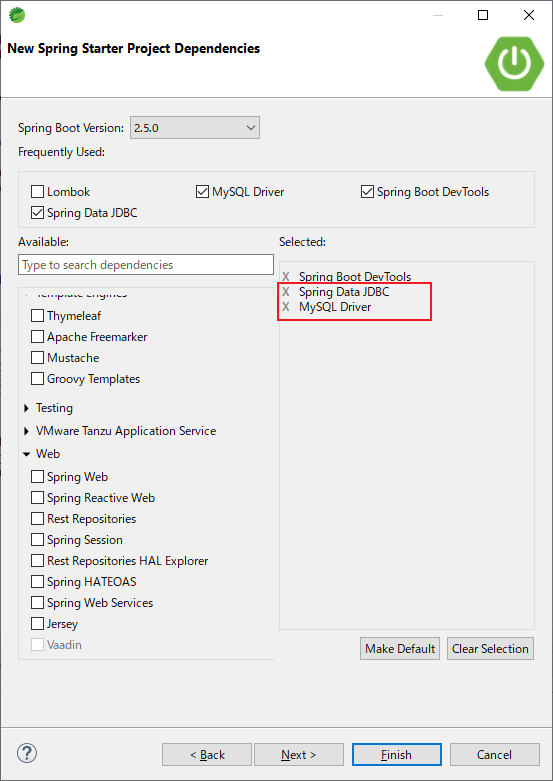 New Spring Starter Project Dependencies
Spring Boot Version: 2.5.0
Frequently Used:
Lombok MySQL Driver Spring Boot DevTools
Spring Data JDBC
Available: Selected:
Type to search dependencies
X Spring Boot DevTools
X Spring Data JDBC
X MySQL Driver
Template Engines
Thymeleaf
Apache Freemarker
Mustache
Groovy Templates
Testing
VMware Tanzu Application Service
Web
Spring Web
Spring Reactive Web
Rest Repositories
Spring Session
Rest Repositories HAL Explorer
Spring HATEOAS
Spring Web Services
Jersey
Vaadin
Make Default Clear Selection
? < Back Next > Finish Cancel